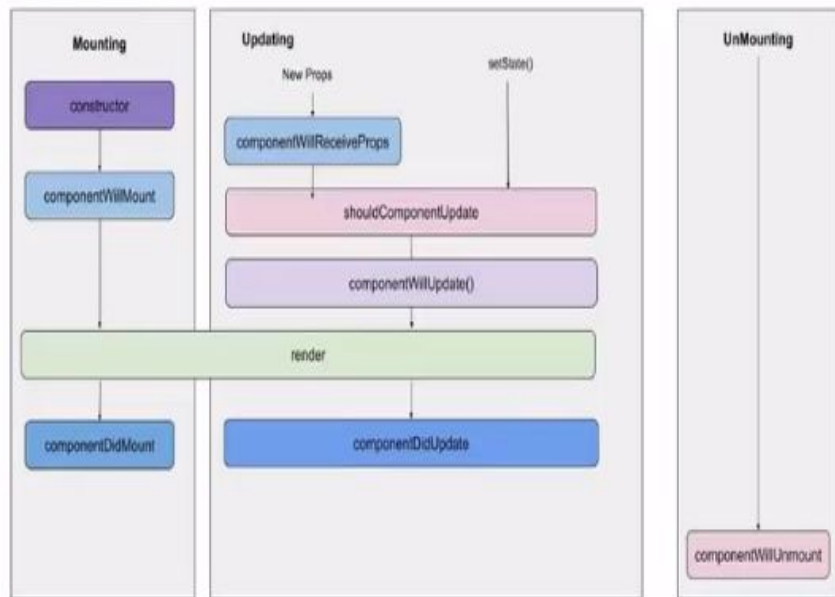 Mounting
constructor
componentWillMount
Updating
New Props
setState()
componentWillReceiveProps
shouldComponentUpdate
componentWillUpdate()
render
componentDidMount
componentDidUpdate
UnMounting
componentWillUnmount